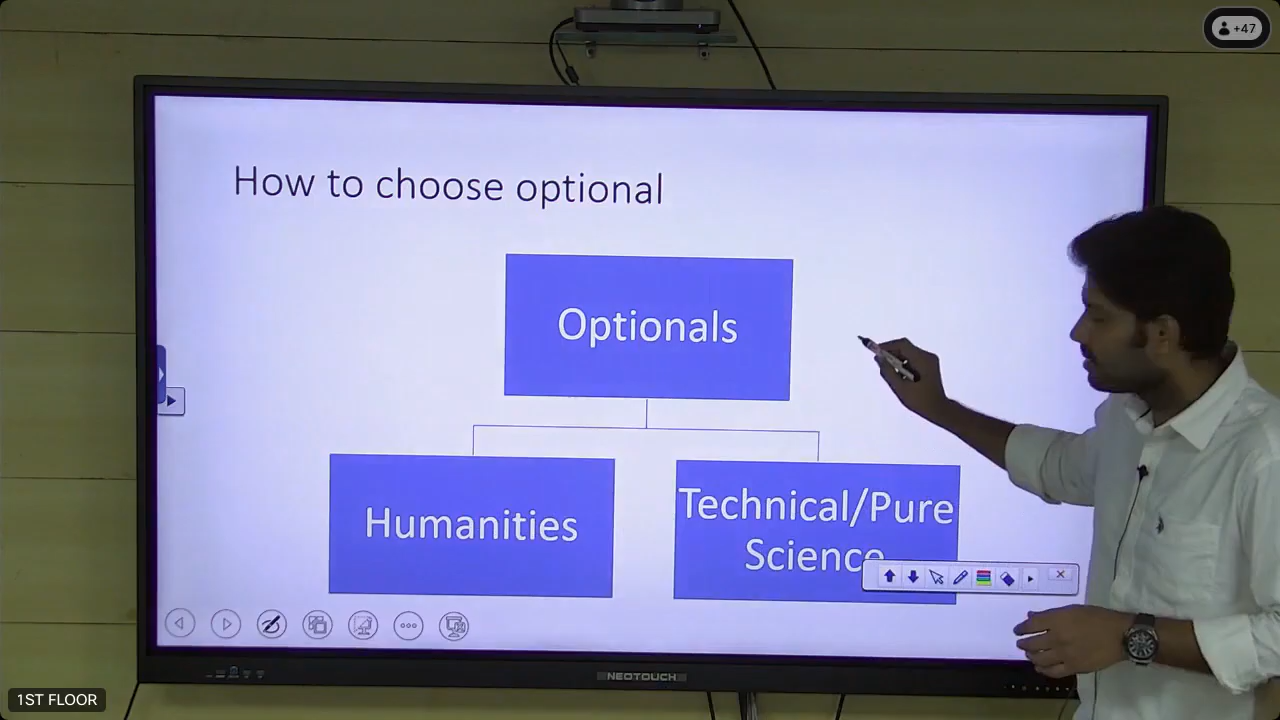 +47
How to choose optional
Optionals
Humanities
Technical/Pure
Science
NEOTOUCH
1ST FLOOR